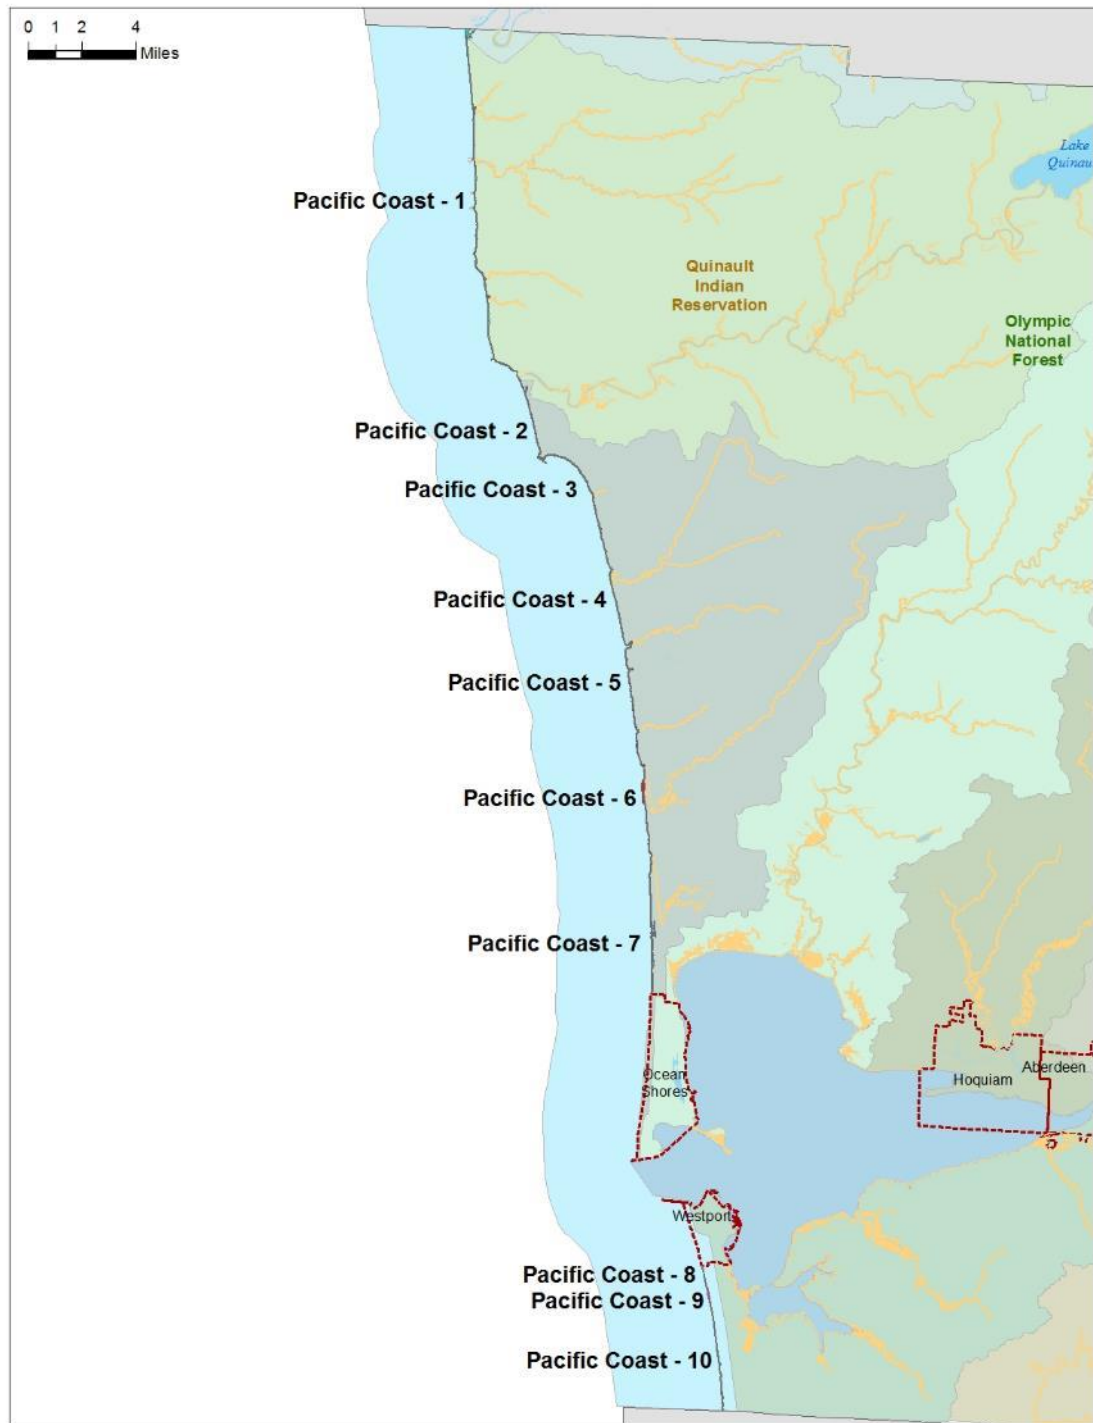 0 1 2 4
Miles
Lake
Quinau
Pacific Coast - 1
Quinault
Indian
Reservation
Olympic
National
Forest
Pacific Coast - 2
Pacific Coast - 3
Pacific Coast - 4
Pacific Coast - 5
Pacific Coast - 6
Pacific Coast - 7
Ocean
Shores
Hoquiam
Aberdeen
Westport
Pacific Coast - 8
Pacific Coast - 9
Pacific Coast - 10